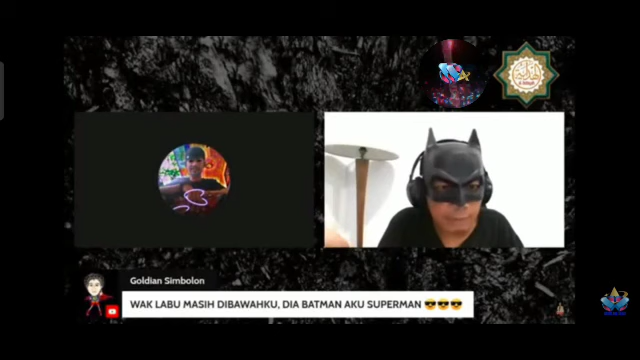 Goldian Simbolon
WAK LABU MASIH DIBAWAHKU, DIA BATMAN AKU SUPERMAN 😎😎😎